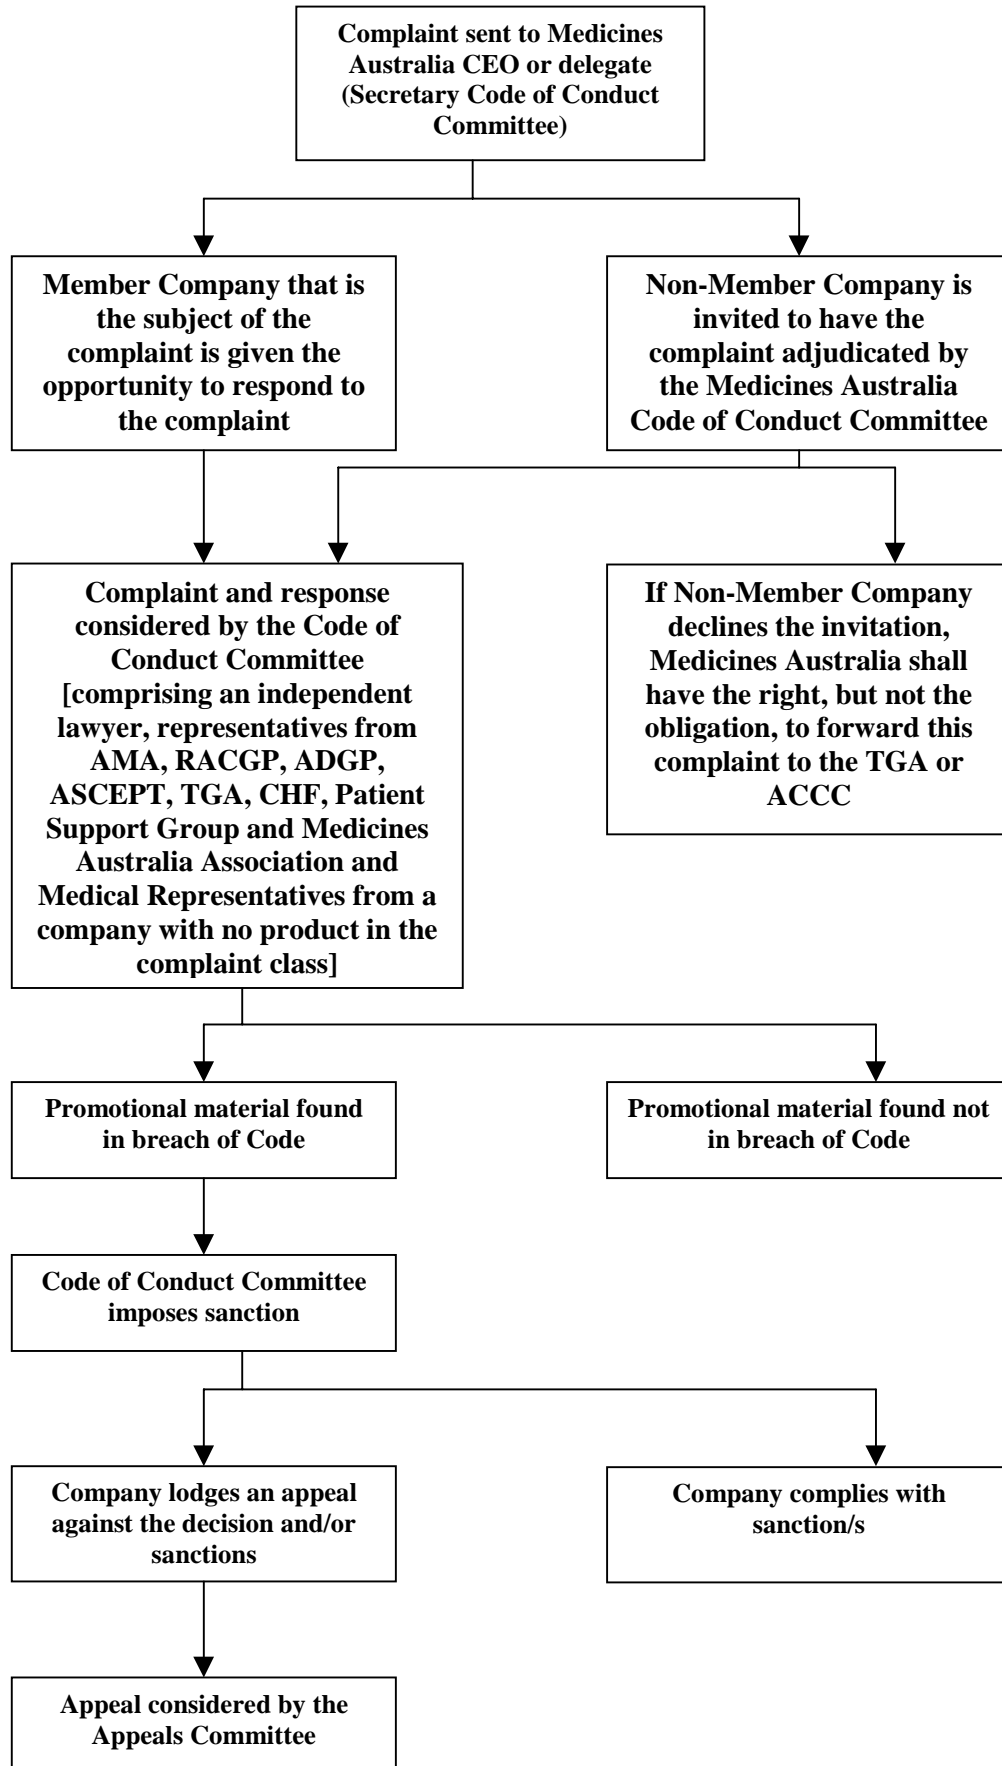 Complaint sent to Medicines
Australia CEO or delegate
(Secretary Code of Conduct
Committee)
Member Company that is
the subject of the
complaint is given the
opportunity to respond to
the complaint
Non-Member Company is
invited to have the
complaint adjudicated by
the Medicines Australia
Code of Conduct Committee
Complaint and response
considered by the Code of
Conduct Committee
[comprising an independent
lawyer, representatives from
AMA, RACGP, ADGP,
ASCEPT, TGA, CHF, Patient
Support Group and Medicines
Australia Association and
Medical Representatives from a
company with no product in the
complaint class]
If Non-Member Company
declines the invitation,
Medicines Australia shall
have the right, but not the
obligation, to forward this
complaint to the TGA or
ACCC
Promotional material found
in breach of Code
Promotional material found not
in breach of Code
Code of Conduct Committee
imposes sanction
Company lodges an appeal
against the decision and/or
sanctions
Company complies with
sanction/s
Appeal considered by the
Appeals Committee